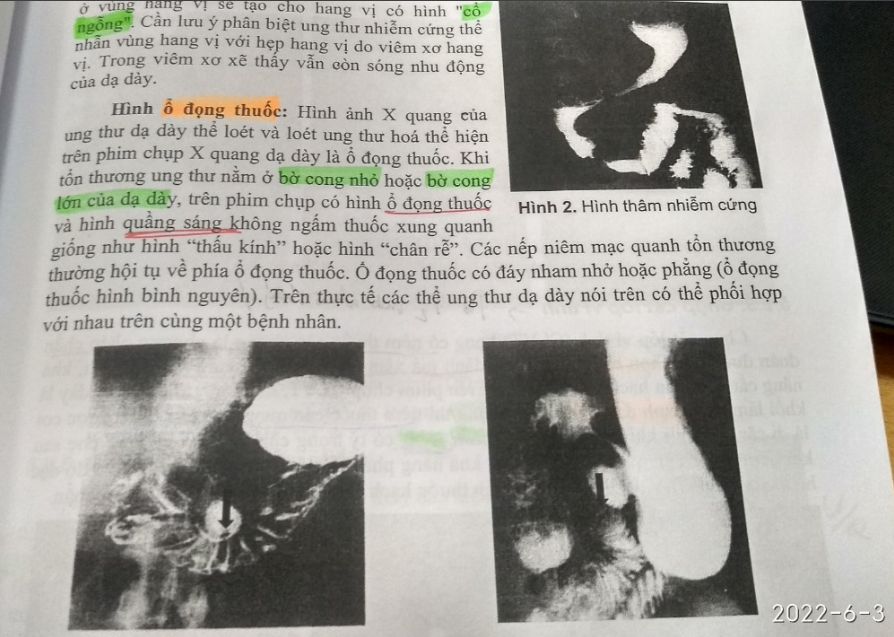 ở vùng hang vị sẽ tạo cho hang vị có hình "cổ
ngỗng". Cần lưu ý phân biệt ung thư nhiễm cứng thể
nhẫn vùng hang vị với hẹp hang vị do viêm xơ hang
vị. Trong viêm xơ xẽ thấy vẫn còn sóng nhu động
của dạ dày.
Hình ổ đọng thuốc: Hình ảnh X quang của
ung thư dạ dày thể loét và loét ung thư hoá thể hiện
trên phim chụp X quang dạ dày là ổ đọng thuốc. Khi
tổn thương ung thư nằm ở bờ cong nhỏ hoặc bờ cong
lớn của dạ dày, trên phim chụp có hình ổ đọng thuốc
và hình quầng sáng không ngấm thuốc xung quanh
Hình 2. Hình thâm nhiễm cứng
giống như hình “thấu kính” hoặc hình “chân rễ”. Các nếp niêm mạc quanh tổn thương
thường hội tụ về phía ổ đọng thuốc. Ổ đọng thuốc có đáy nham nhở hoặc phẳng (ổ đọng
thuốc hình bình nguyên). Trên thực tế các thể ung thư dạ dày nói trên có thể phối hợp
với nhau trên cùng một bệnh nhân.
2022-6-3